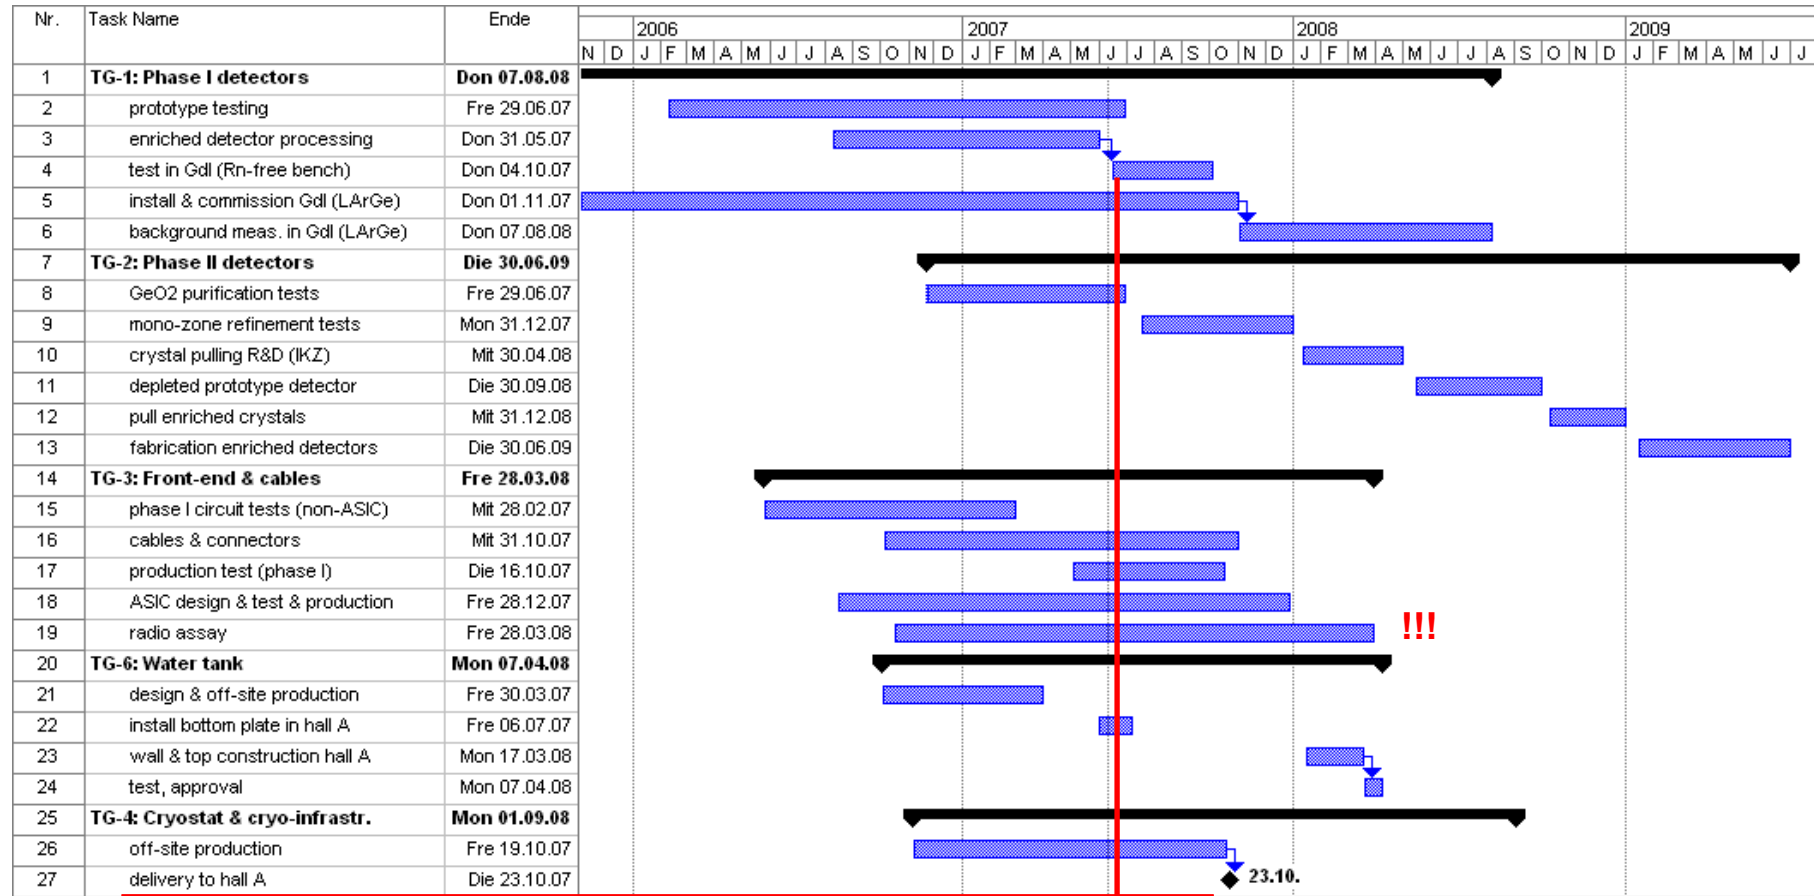 Nr. Task Name Ende 2006 2007 2008 2009
N D J F M A M J J A S O N D J F M A M J J A S O N D J F M A M J J A S O N D J F M A M J J
1 TG-1: Phase I detectors Don 07.08.08
2 prototype testing Fre 29.06.07
3 enriched detector processing Don 31.05.07
4 test in Gdl (Rn-free bench) Don 04.10.07
5 install & commission Gdl (LArGe) Don 01.11.07
6 background meas. in Gdl (LArGe) Don 07.08.08
7 TG-2: Phase II detectors Die 30.06.09
8 GeO2 purification tests Fre 29.06.07
9 mono-zone refinement tests Mon 31.12.07
10 crystal pulling R&D (IKZ) Mit 30.04.08
11 depleted prototype detector Die 30.09.08
12 pull enriched crystals Mit 31.12.08
13 fabrication enriched detectors Die 30.06.09
14 TG-3: Front-end & cables Fre 28.03.08
15 phase I circuit tests (non-ASIC) Mit 28.02.07
16 cables & connectors Mit 31.10.07
17 production test (phase I) Die 16.10.07
18 ASIC design & test & production Fre 28.12.07
19 radio assay Fre 28.03.08 !!!
20 TG-6: Water tank Mon 07.04.08
21 design & off-site production Fre 30.03.07
22 install bottom plate in hall A Fre 06.07.07
23 wall & top construction hall A Mon 17.03.08
24 test, approval Mon 07.04.08
25 TG-4: Cryostat & cryo-infrastr. Mon 01.09.08
26 off-site production Fre 19.10.07
27 delivery to hall A Die 23.10.07 23.10.